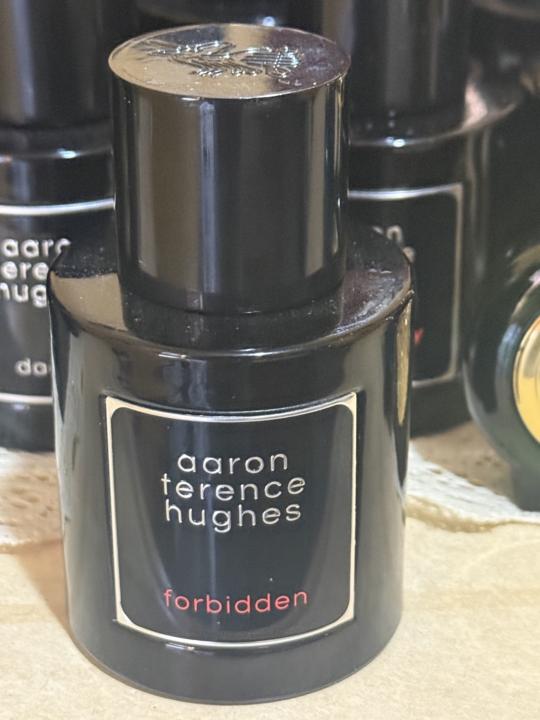 aaron
terence
hughes
forbidden